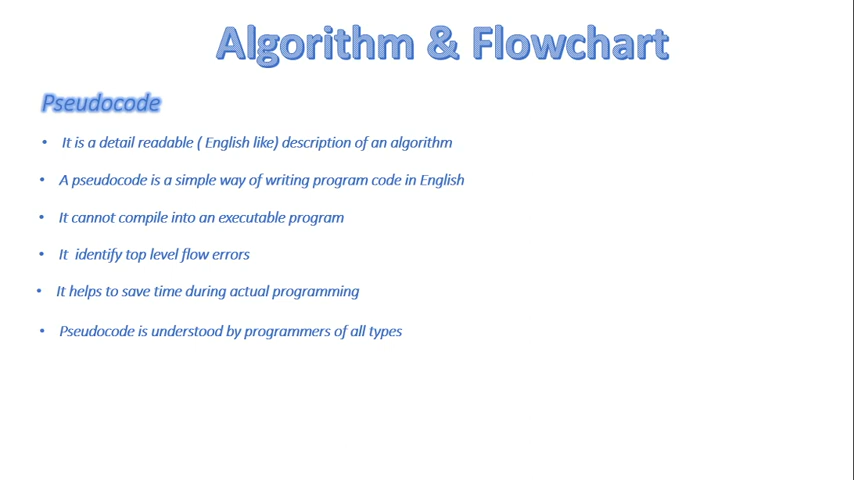 Algorithm & Flowchart
Pseudocode
• It is a detail readable ( English like) description of an algorithm
• A pseudocode is a simple way of writing program code in English
• It cannot compile into an executable program
• It  identify top level flow errors
• It helps to save time during actual programming
• Pseudocode is understood by programmers of all types